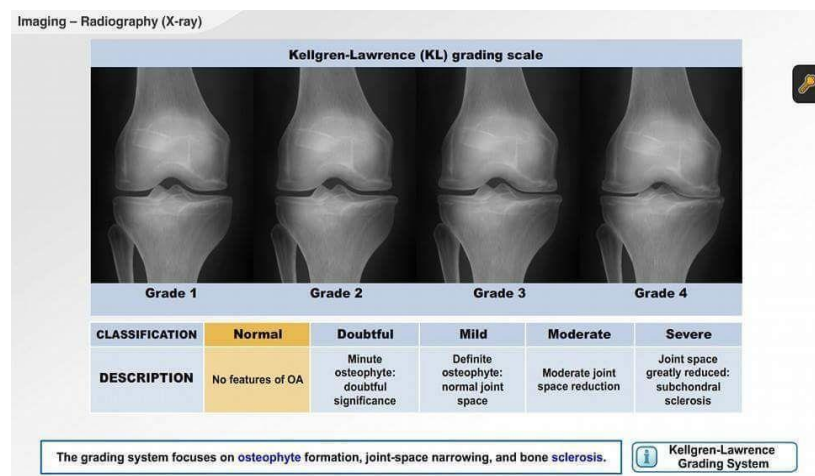 Imaging – Radiography (X-ray)
Kellgren-Lawrence (KL) grading scale
Grade 1 Grade 2 Grade 3 Grade 4
CLASSIFICATION Normal Doubtful Mild Moderate Severe
DESCRIPTION
No features of OA
Minute
osteophyte:
doubtful
significance
Definite
osteophyte:
normal joint
space
Moderate joint
space reduction
Joint space
greatly reduced:
subchondral
sclerosis
The grading system focuses on osteophyte formation, joint-space narrowing, and bone sclerosis.
i
Kellgren-Lawrence
Grading System